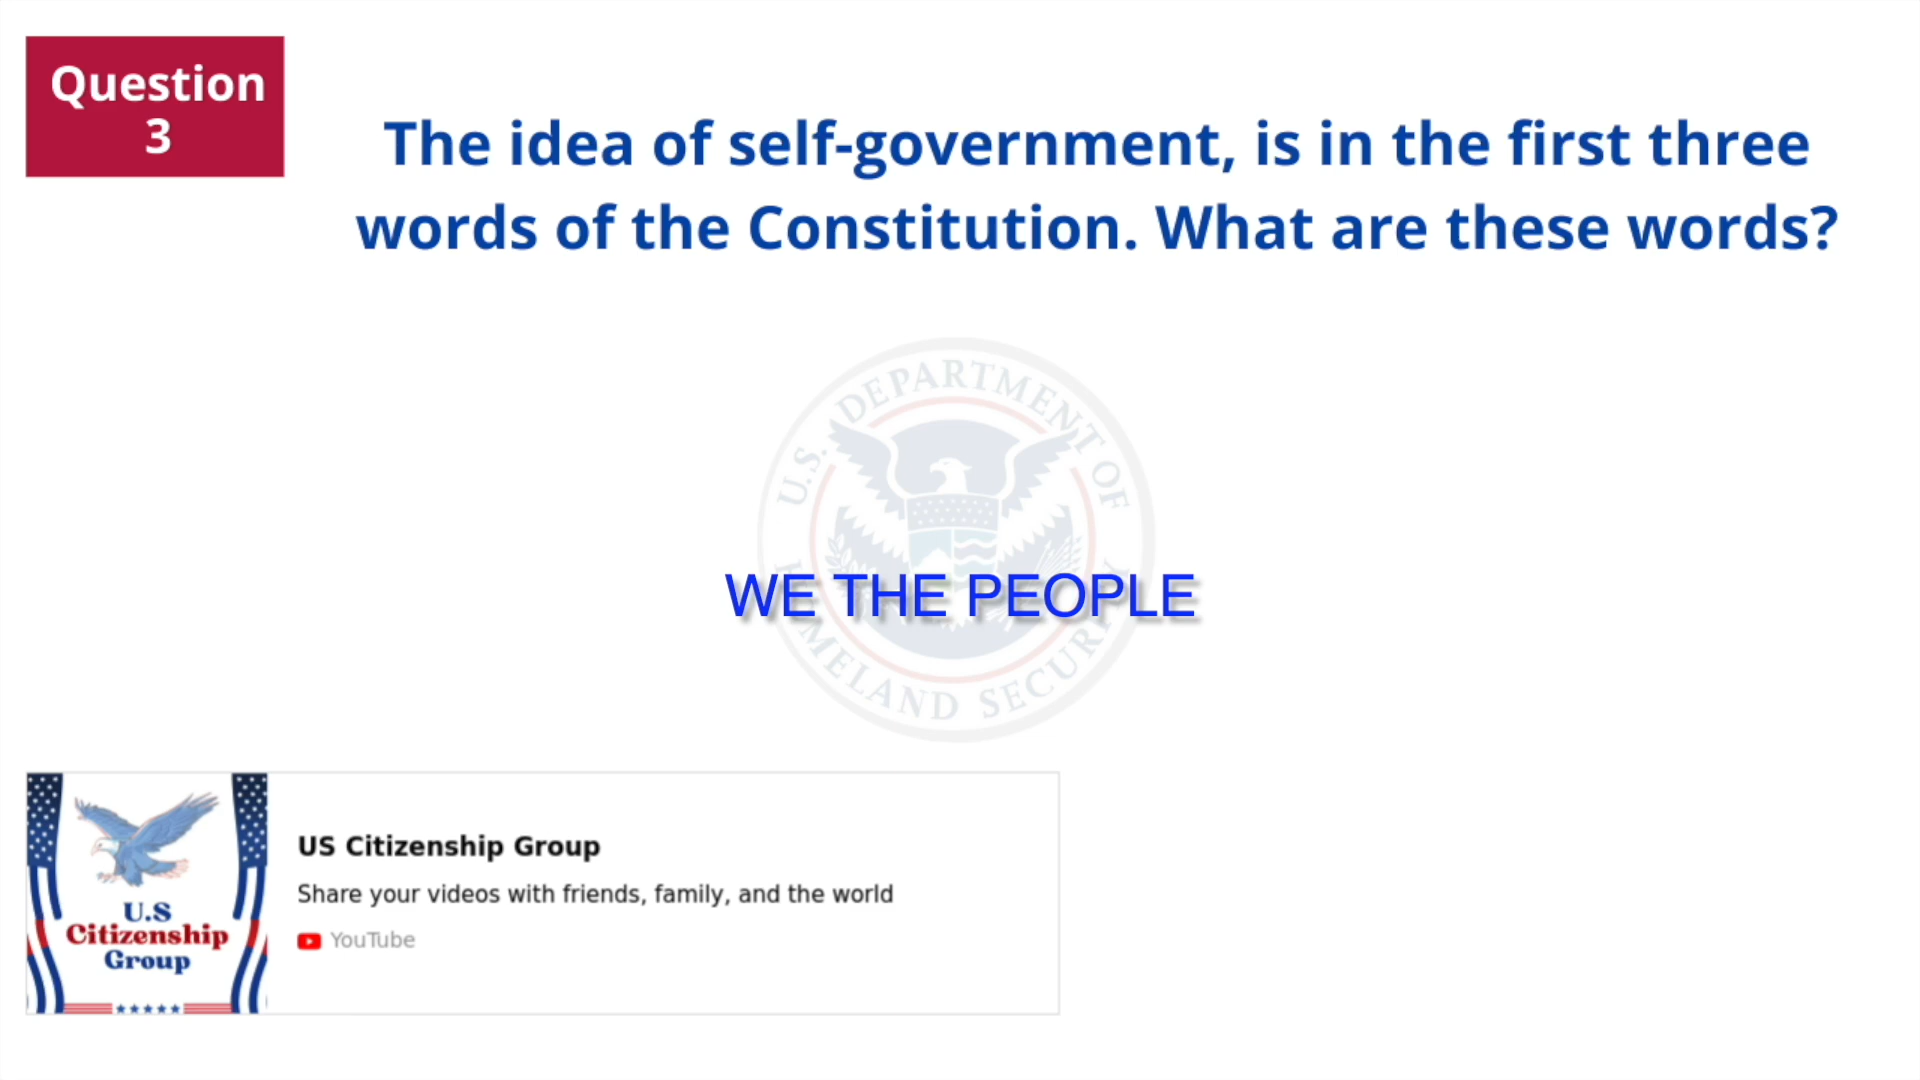 Question
3
The idea of self-government, is in the first three
words of the Constitution. What are these words?
U.S. DEPARTMENT OF
HOMELAND SECURITY
WE THE PEOPLE
U.S
Citizenship
Group
US Citizenship Group
Share your videos with friends, family, and the world
YouTube